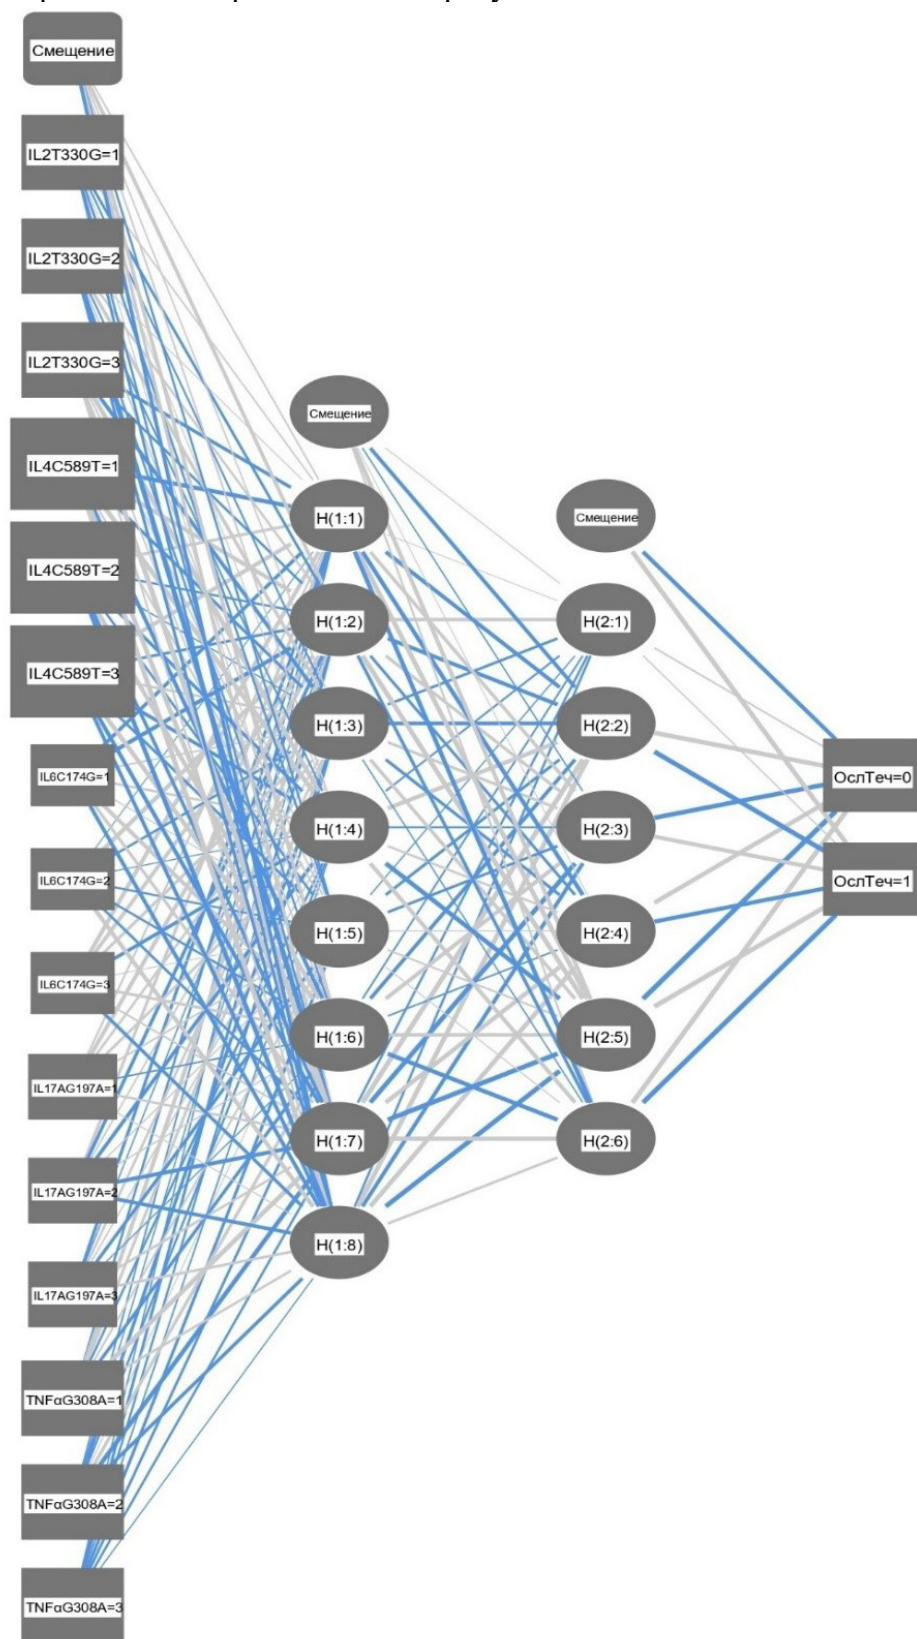 Смещение
IL2T330G=1
IL2T330G=2
IL2T330G=3
IL4C589T=1
IL4C589T=2
IL4C589T=3
IL6C174G=1
IL6C174G=2
IL6C174G=3
IL17AG197A=1
IL17AG197A=2
IL17AG197A=3
TNFαG308A=1
TNFαG308A=2
TNFαG308A=3
Смещение
H(1:1)
H(1:2)
H(1:3)
H(1:4)
H(1:5)
H(1:6)
H(1:7)
H(1:8)
Смещение
H(2:1)
H(2:2)
H(2:3)
H(2:4)
H(2:5)
H(2:6)
ОслТеч=0
ОслТеч=1